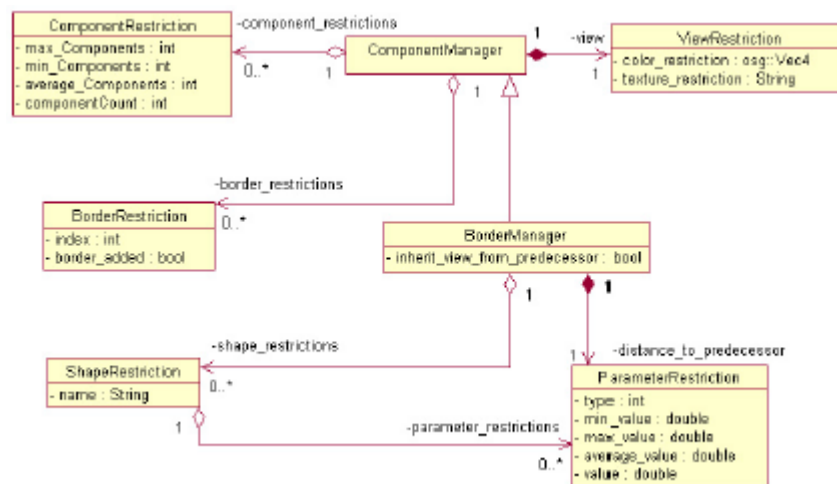 ComponentRestriction
- max_Components : int
- min_Components : int
- average_Components : int
- componentCount : int
-component_restrictions
0..*
1
ComponentManager
1
-view
1
ViewRestriction
- color_restriction : osg::Vec4
- texture_restriction : String
1
-border_restrictions
0..*
BorderRestriction
- index : int
- border_added : bool
BorderManager
- inherit_view_from_predecessor : bool
1
1
-shape_restrictions
0..*
1
-distance_to_predecessor
ShapeRestriction
- name : String
1
-parameter_restrictions
0..*
ParameterRestriction
- type : int
- min_value : double
- max_value : double
- average_value : double
- value : double